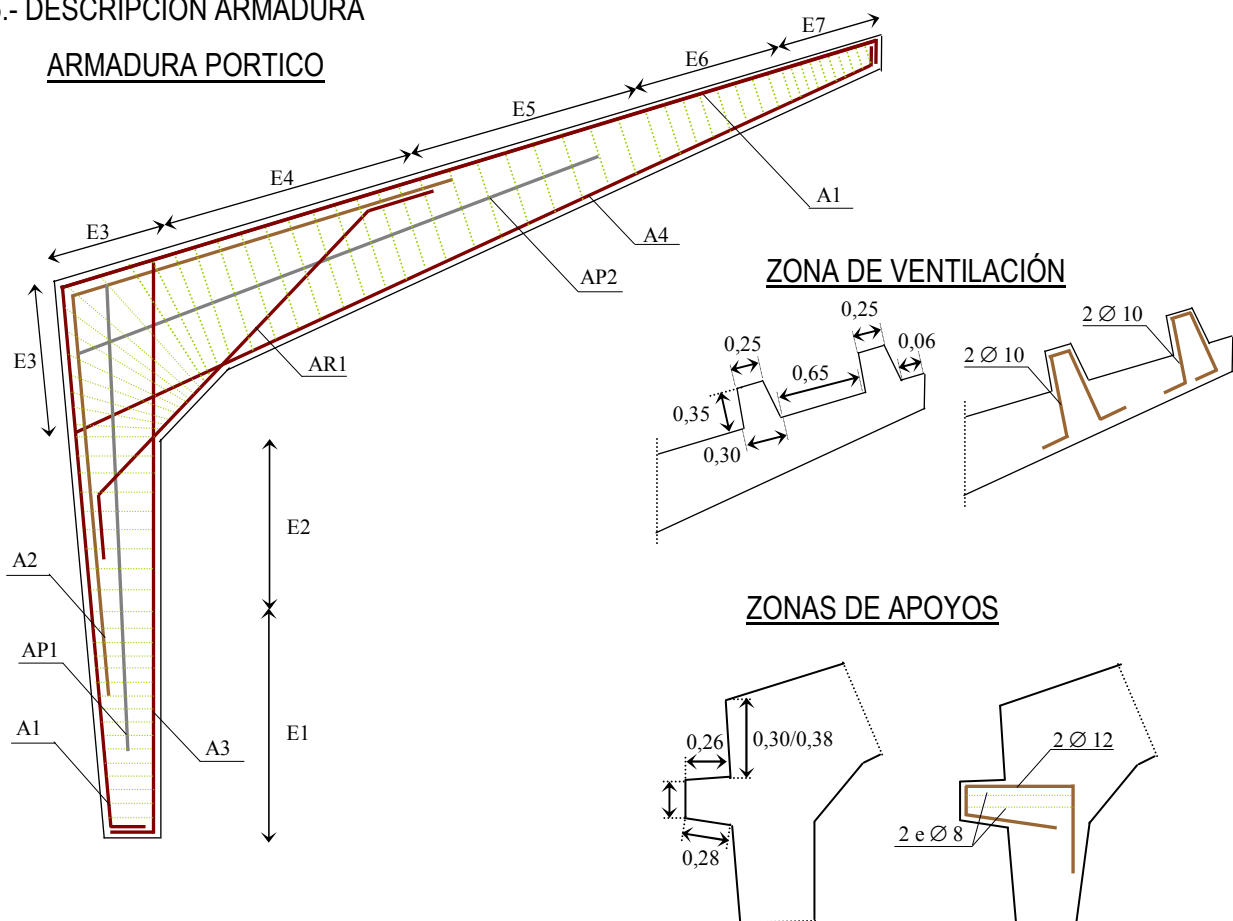 .- DESCRIPCIÓN ARMADURA
ARMADURA PORTICO
E7
E6
E5
E4
E3
E3
A1
A4
AP2
AR1
E2
A2
AP1
A1
A3
E1
ZONA DE VENTILACIÓN
0,25
0,25
0,06
0,65
0,35
0,30
2 ∅ 10
2 ∅ 10
ZONAS DE APOYOS
0,26
0,30/0,38
0,28
2 ∅ 12
2 e ∅ 8